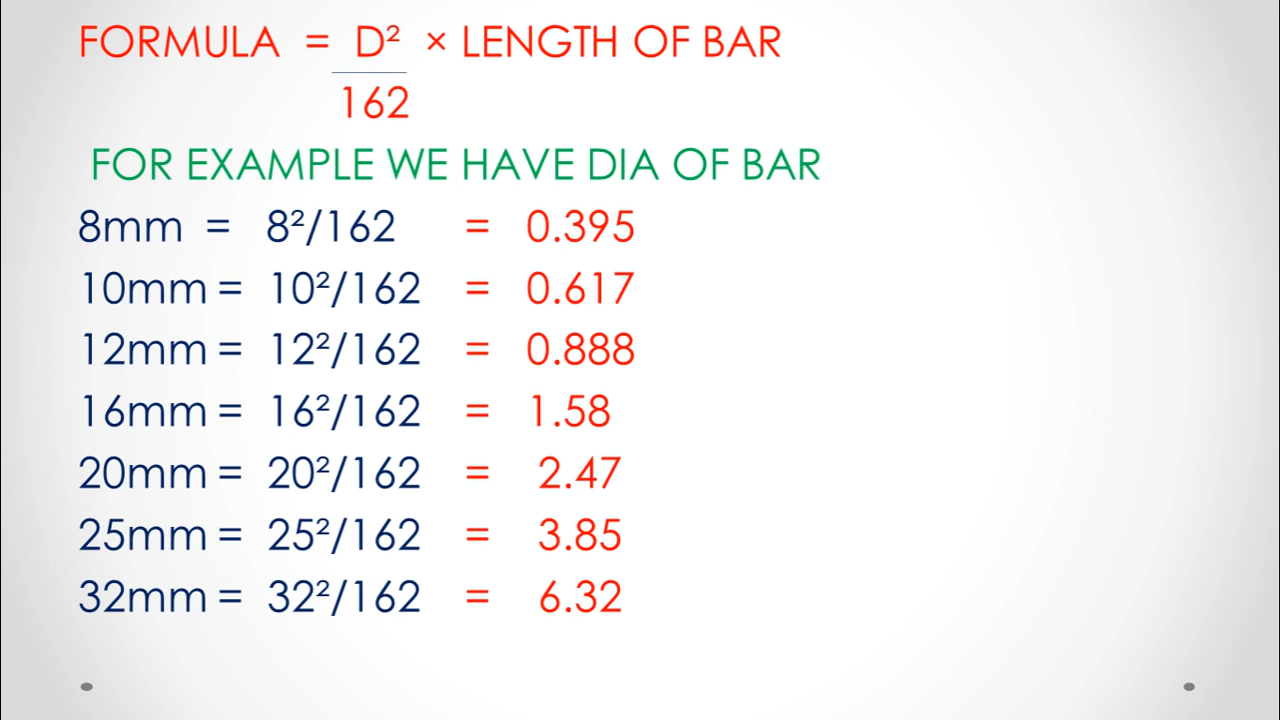 FORMULA = D² × LENGTH OF BAR
162
FOR EXAMPLE WE HAVE DIA OF BAR
8mm = 8²/162 = 0.395
10mm = 10²/162 = 0.617
12mm = 12²/162 = 0.888
16mm = 16²/162 = 1.58
20mm = 20²/162 = 2.47
25mm = 25²/162 = 3.85
32mm = 32²/162 = 6.32